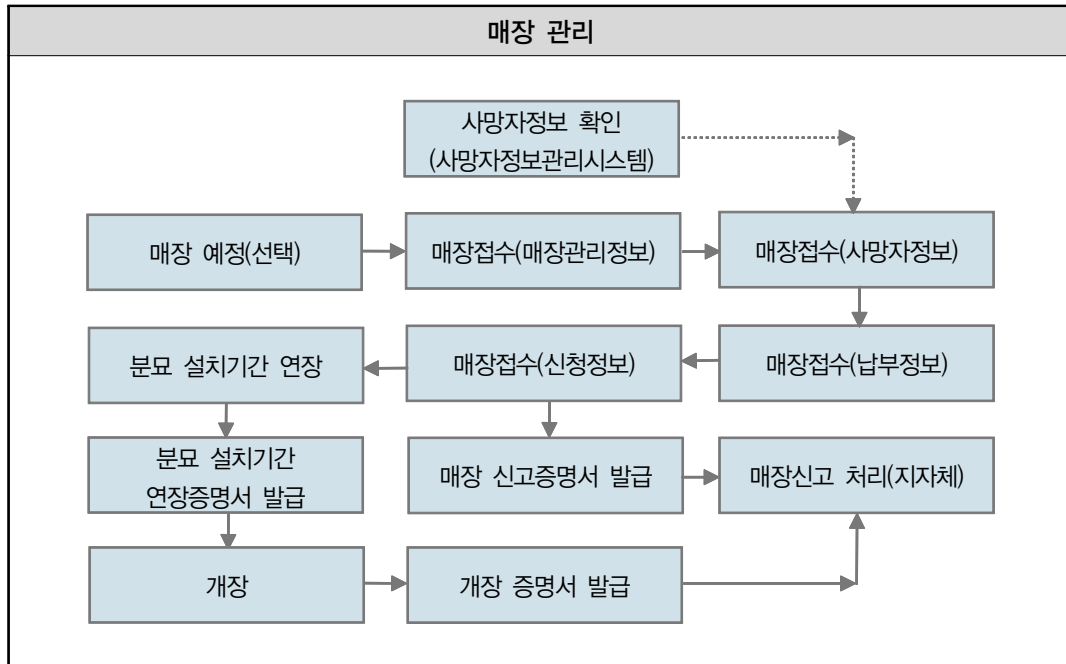 매장 관리
사망자정보 확인
(사망자정보관리시스템)
매장 예정(선택)
매장접수(매장관리정보)
매장접수(사망자정보)
분묘 설치기간 연장
매장접수(신청정보)
매장접수(납부정보)
분묘 설치기간
연장증명서 발급
매장 신고증명서 발급
매장신고 처리(지자체)
개장
개장 증명서 발급